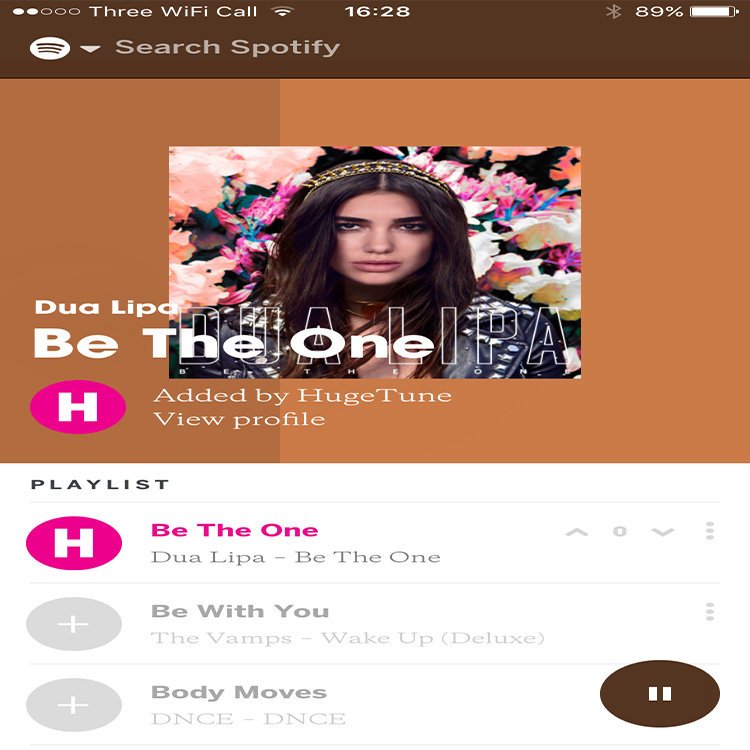 Three WiFi Call 16:28 89%
Search Spotify
DUA LIPA
BE THE ONE
Dua Lipa
Be The One
H
Added by HugeTune
View profile
PLAYLIST
H
Be The One
0
Dua Lipa – Be The One
Be With You
The Vamps – Wake Up (Deluxe)
Body Moves
DNCE – DNCE